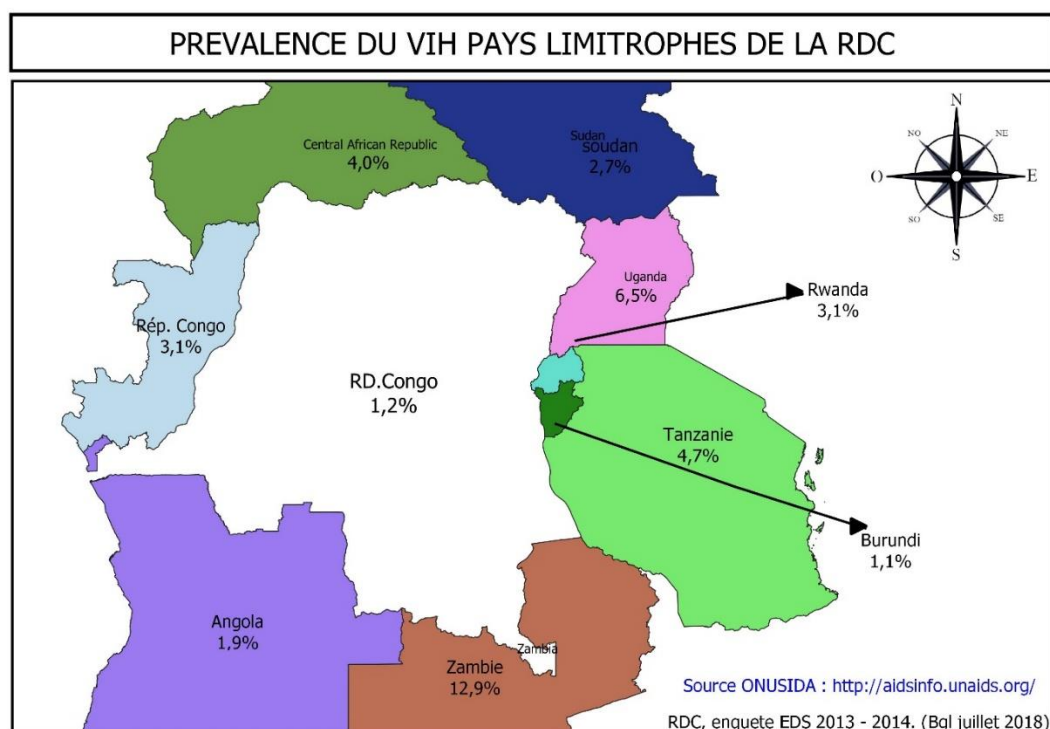 PREVALENCE DU VIH PAYS LIMITROPHES DE LA RDC
Central African Republic
4,0%
Sudan
soudan
2,7%
N
NO
NE
O
E
SO
SE
S
Uganda
6,5%
Rwanda
3,1%
Rép. Congo
3,1%
RD.Congo
1,2%
Tanzanie
4,7%
Burundi
1,1%
Angola
1,9%
Zambia
Zambie
12,9%
Source ONUSIDA : http://aidsinfo.unaids.org/
RDC, enquete EDS 2013 - 2014. (Bgl juillet 2018)